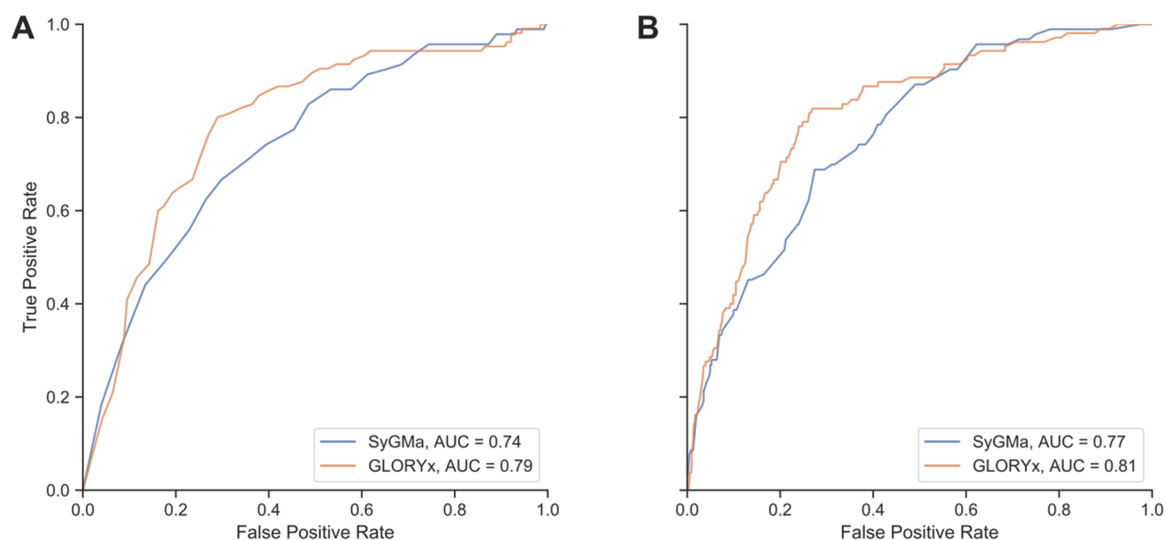 A
1.0
0.8
0.6
0.4
0.2
0.0
True Positive Rate
SyGMa, AUC = 0.74
GLORYx, AUC = 0.79
0.0 0.2 0.4 0.6 0.8 1.0
False Positive Rate
B
SyGMa, AUC = 0.77
GLORYx, AUC = 0.81
0.0 0.2 0.4 0.6 0.8 1.0
False Positive Rate